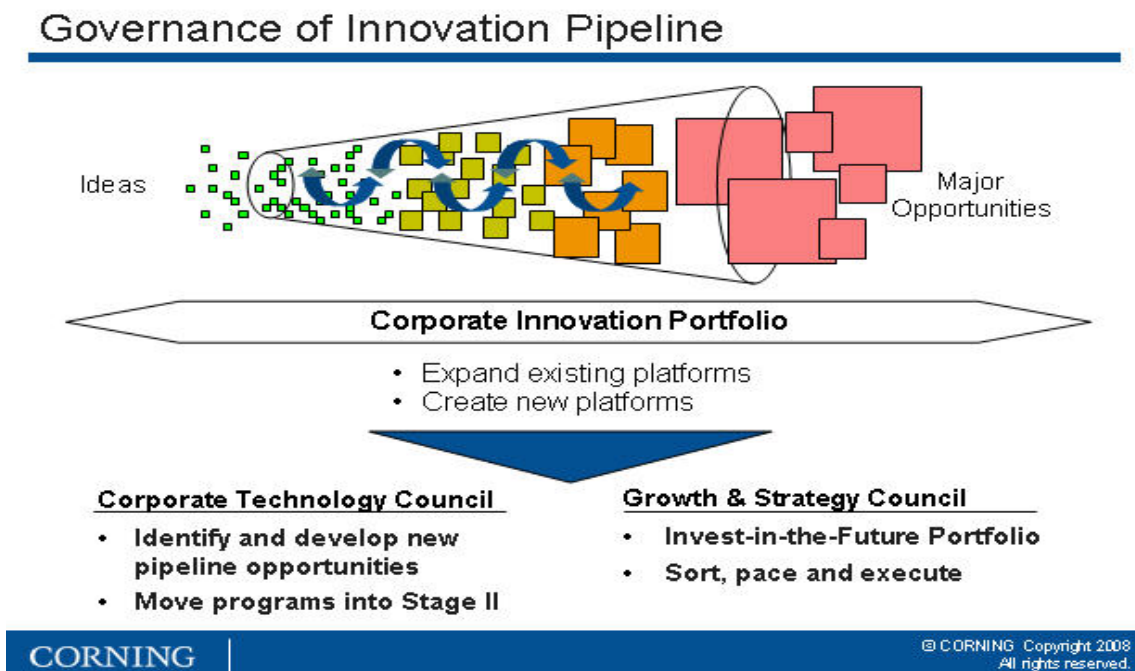 Governance of Innovation Pipeline
Ideas
Major
Opportunities
Corporate Innovation Portfolio
• Expand existing platforms
• Create new platforms
Corporate Technology Council
• Identify and develop new
pipeline opportunities
• Move programs into Stage II
Growth & Strategy Council
• Invest-in-the-Future Portfolio
• Sort, pace and execute
CORNING
© CORNING Copyright 2008
All rights reserved.